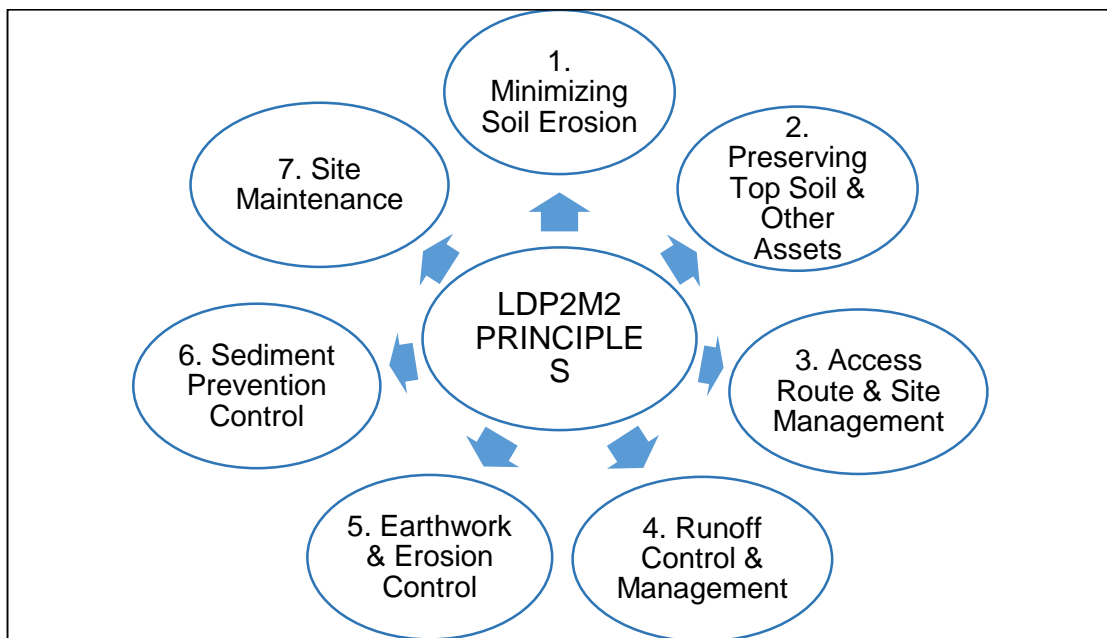 1.
Minimizing
Soil Erosion
2.
Preserving
Top Soil &
Other
Assets
3. Access
Route & Site
Management
4. Runoff
Control &
Management
5. Earthwork
& Erosion
Control
6. Sediment
Prevention
Control
7. Site
Maintenance
LDP2M2
PRINCIPLE
S